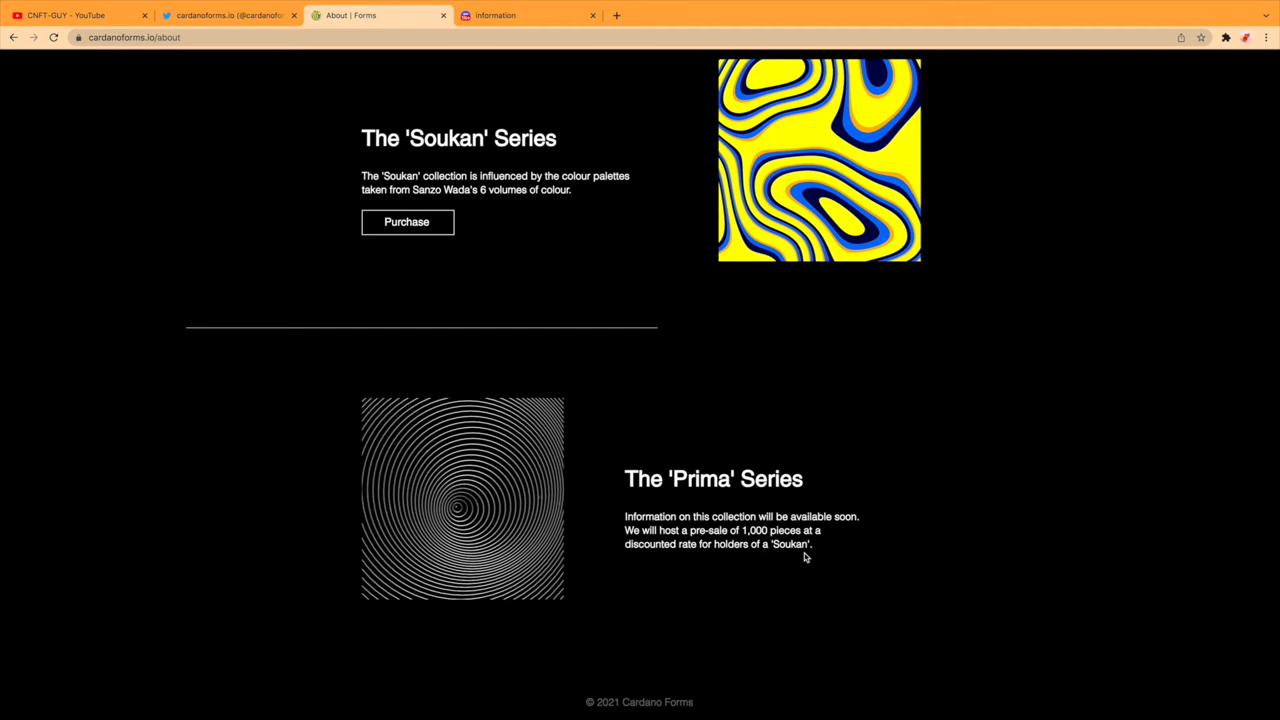 CNFT-GUY - YouTube
cardanoforms.io (@cardanofor
About | Forms
information
cardanoforms.io/about
The 'Soukan' Series
The 'Soukan' collection is influenced by the colour palettes
taken from Sanzo Wada's 6 volumes of colour.
Purchase
The 'Prima' Series
Information on this collection will be available soon.
We will host a pre-sale of 1,000 pieces at a
discounted rate for holders of a 'Soukan'.
© 2021 Cardano Forms